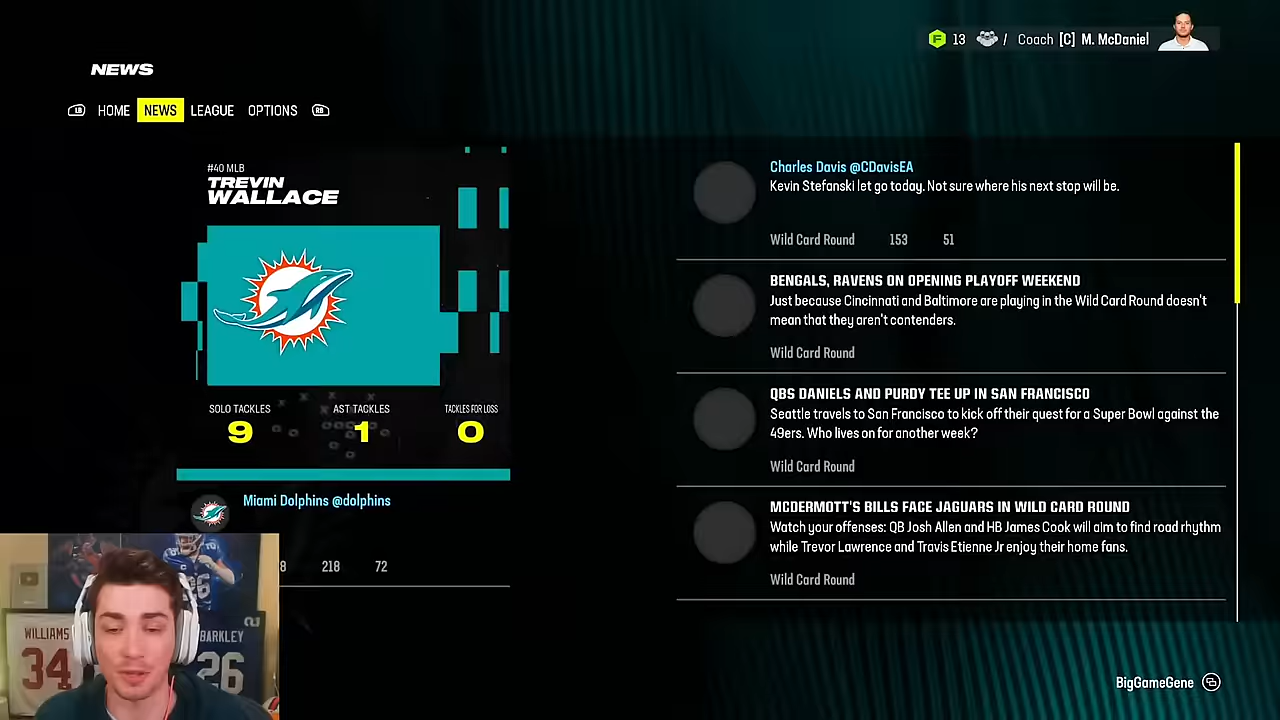 13 / Coach [C] M. McDaniel
NEWS
LB HOME NEWS LEAGUE OPTIONS RB
#40 MLB
TREVIN
WALLACE
SOLO TACKLES AST TACKLES TACKLES FOR LOSS
9 1 0
Miami Dolphins @dolphins
8 218 72
Charles Davis @CDavisEA
Kevin Stefanski let go today. Not sure where his next stop will be.
Wild Card Round 153 51
BENGALS, RAVENS ON OPENING PLAYOFF WEEKEND
Just because Cincinnati and Baltimore are playing in the Wild Card Round doesn't
mean that they aren't contenders.
Wild Card Round
QBS DANIELS AND PURDY TEE UP IN SAN FRANCISCO
Seattle travels to San Francisco to kick off their quest for a Super Bowl against the
49ers. Who lives on for another week?
Wild Card Round
MCDERMOTT'S BILLS FACE JAGUARS IN WILD CARD ROUND
Watch your offenses: QB Josh Allen and HB James Cook will aim to find road rhythm
while Trevor Lawrence and Travis Etienne Jr enjoy their home fans.
Wild Card Round
WILLIAMS
34
BARKLEY
26
BigGameGene